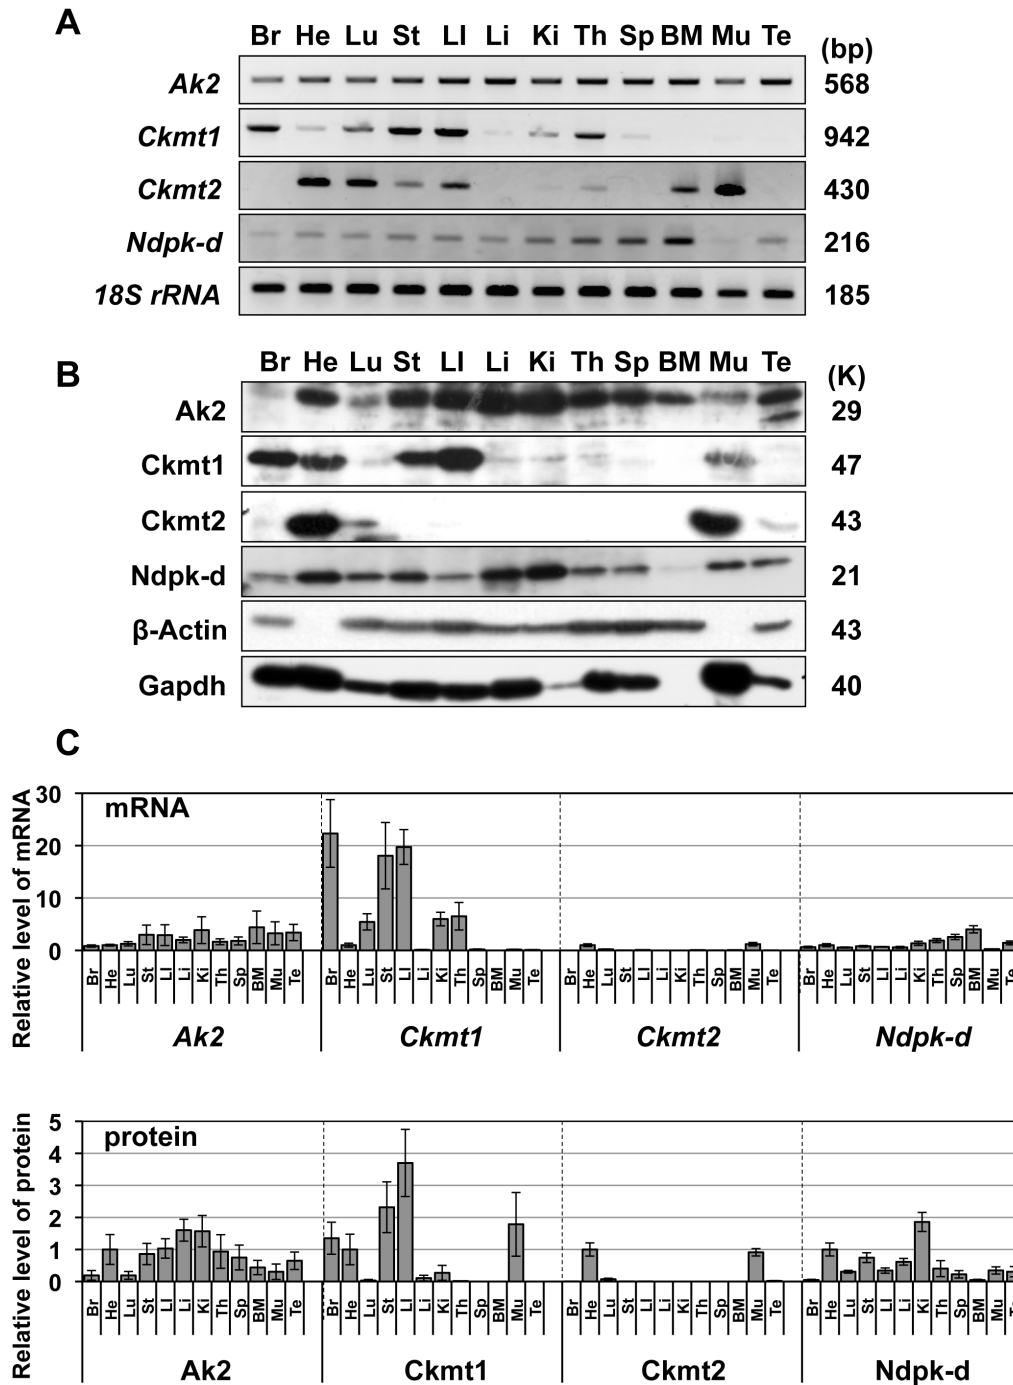 A
Br He Lu St LI Li Ki Th Sp BM Mu Te (bp)
Ak2 568
Ckmt1 942
Ckmt2 430
Ndpk-d 216
18S rRNA 185
B
Br He Lu St LI Li Ki Th Sp BM Mu Te (K)
Ak2 29
Ckmt1 47
Ckmt2 43
Ndpk-d 21
β-Actin 43
Gapdh 40
C
Relative level of mRNA
30
20
10
0
mRNA
Br He Lu St LI Li Ki Th Sp BM Mu Te Br He Lu St LI Li Ki Th Sp BM Mu Te Br He Lu St LI Li Ki Th Sp BM Mu Te Br He Lu St LI Li Ki Th Sp BM Mu Te
Ak2 Ckmt1 Ckmt2 Ndpk-d
Relative level of protein
5
4
3
2
1
0
protein
Br He Lu St LI Li Ki Th Sp BM Mu Te Br He Lu St LI Li Ki Th Sp BM Mu Te Br He Lu St LI Li Ki Th Sp BM Mu Te Br He Lu St LI Li Ki Th Sp BM Mu Te
Ak2 Ckmt1 Ckmt2 Ndpk-d